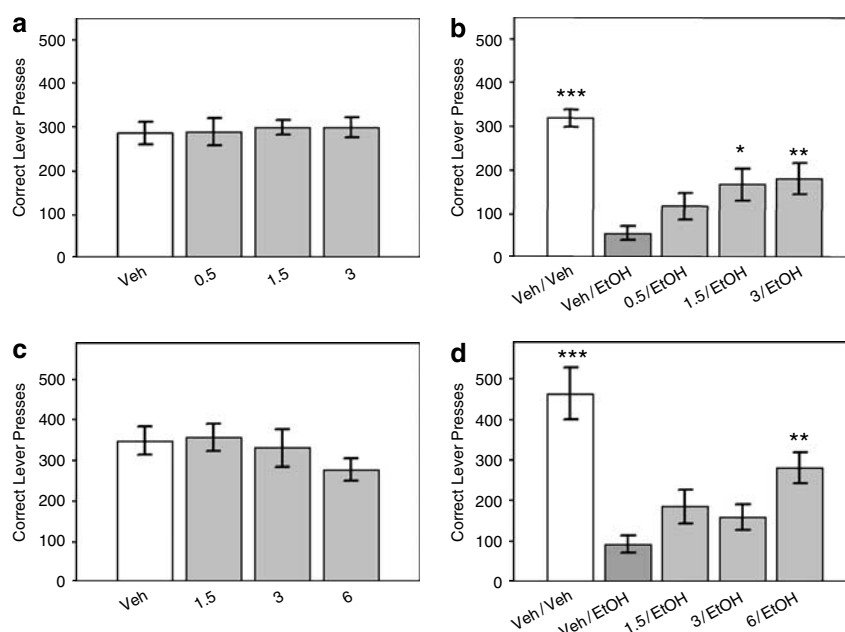 a
Correct Lever Presses
500
400
300
200
100
0
Veh 0.5 1.5 3
b
Correct Lever Presses
500
400
300
200
100
0
***
*
**
Veh/Veh Veh/EtOH 0.5/EtOH 1.5/EtOH 3/EtOH
c
Correct Lever Presses
500
400
300
200
100
0
Veh 1.5 3 6
d
Correct Lever Presses
500
400
300
200
100
0
***
**
Veh/Veh Veh/EtOH 1.5/EtOH 3/EtOH 6/EtOH